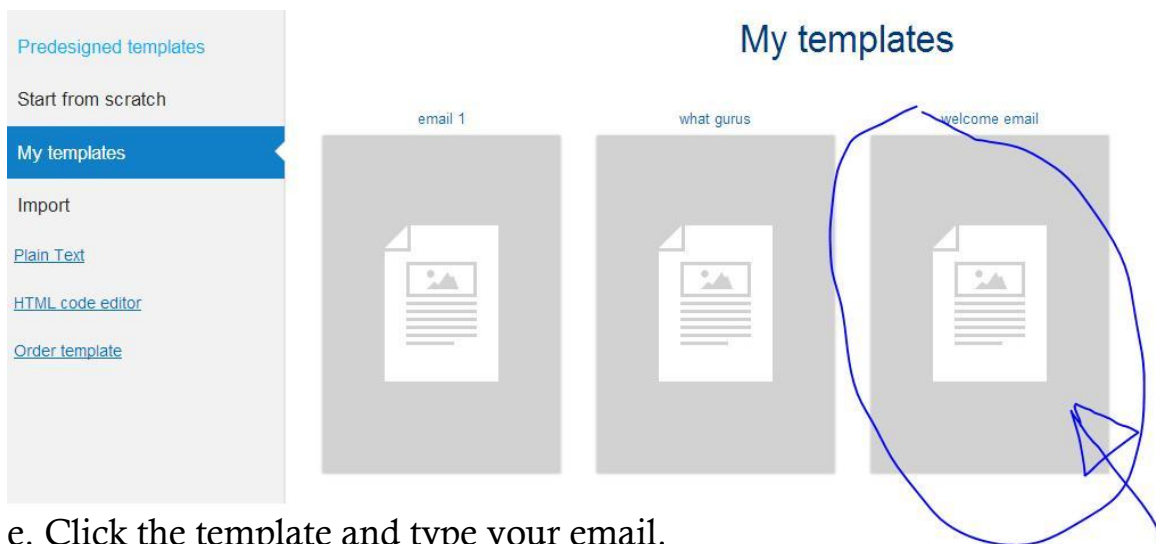 Predesigned templates
Start from scratch
My templates
Import
Plain Text
HTML code editor
Order template
My templates
email 1 what gurus welcome email
e. Click the template and type your email.